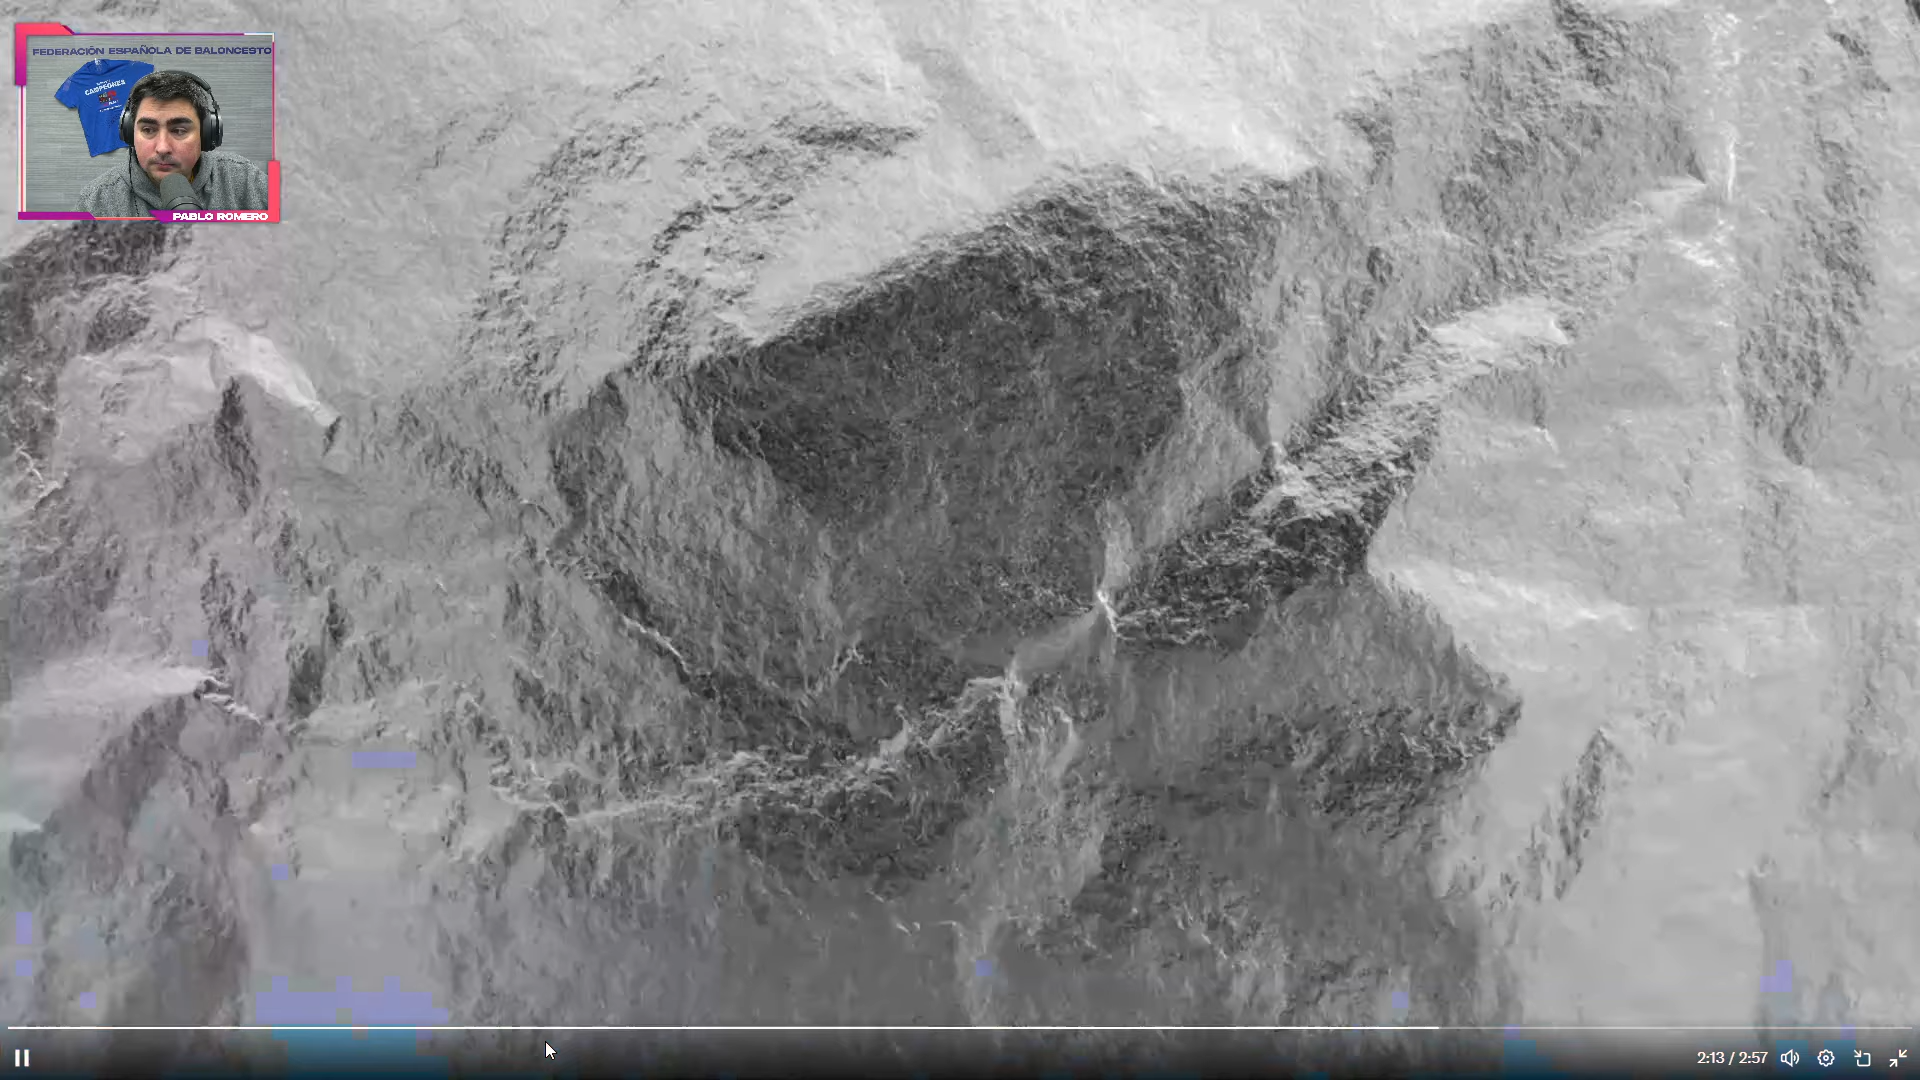 FEDERACIÓN ESPAÑOLA DE BALONCESTO
CAMPEONES
PABLO ROMERO
2:13 / 2:57